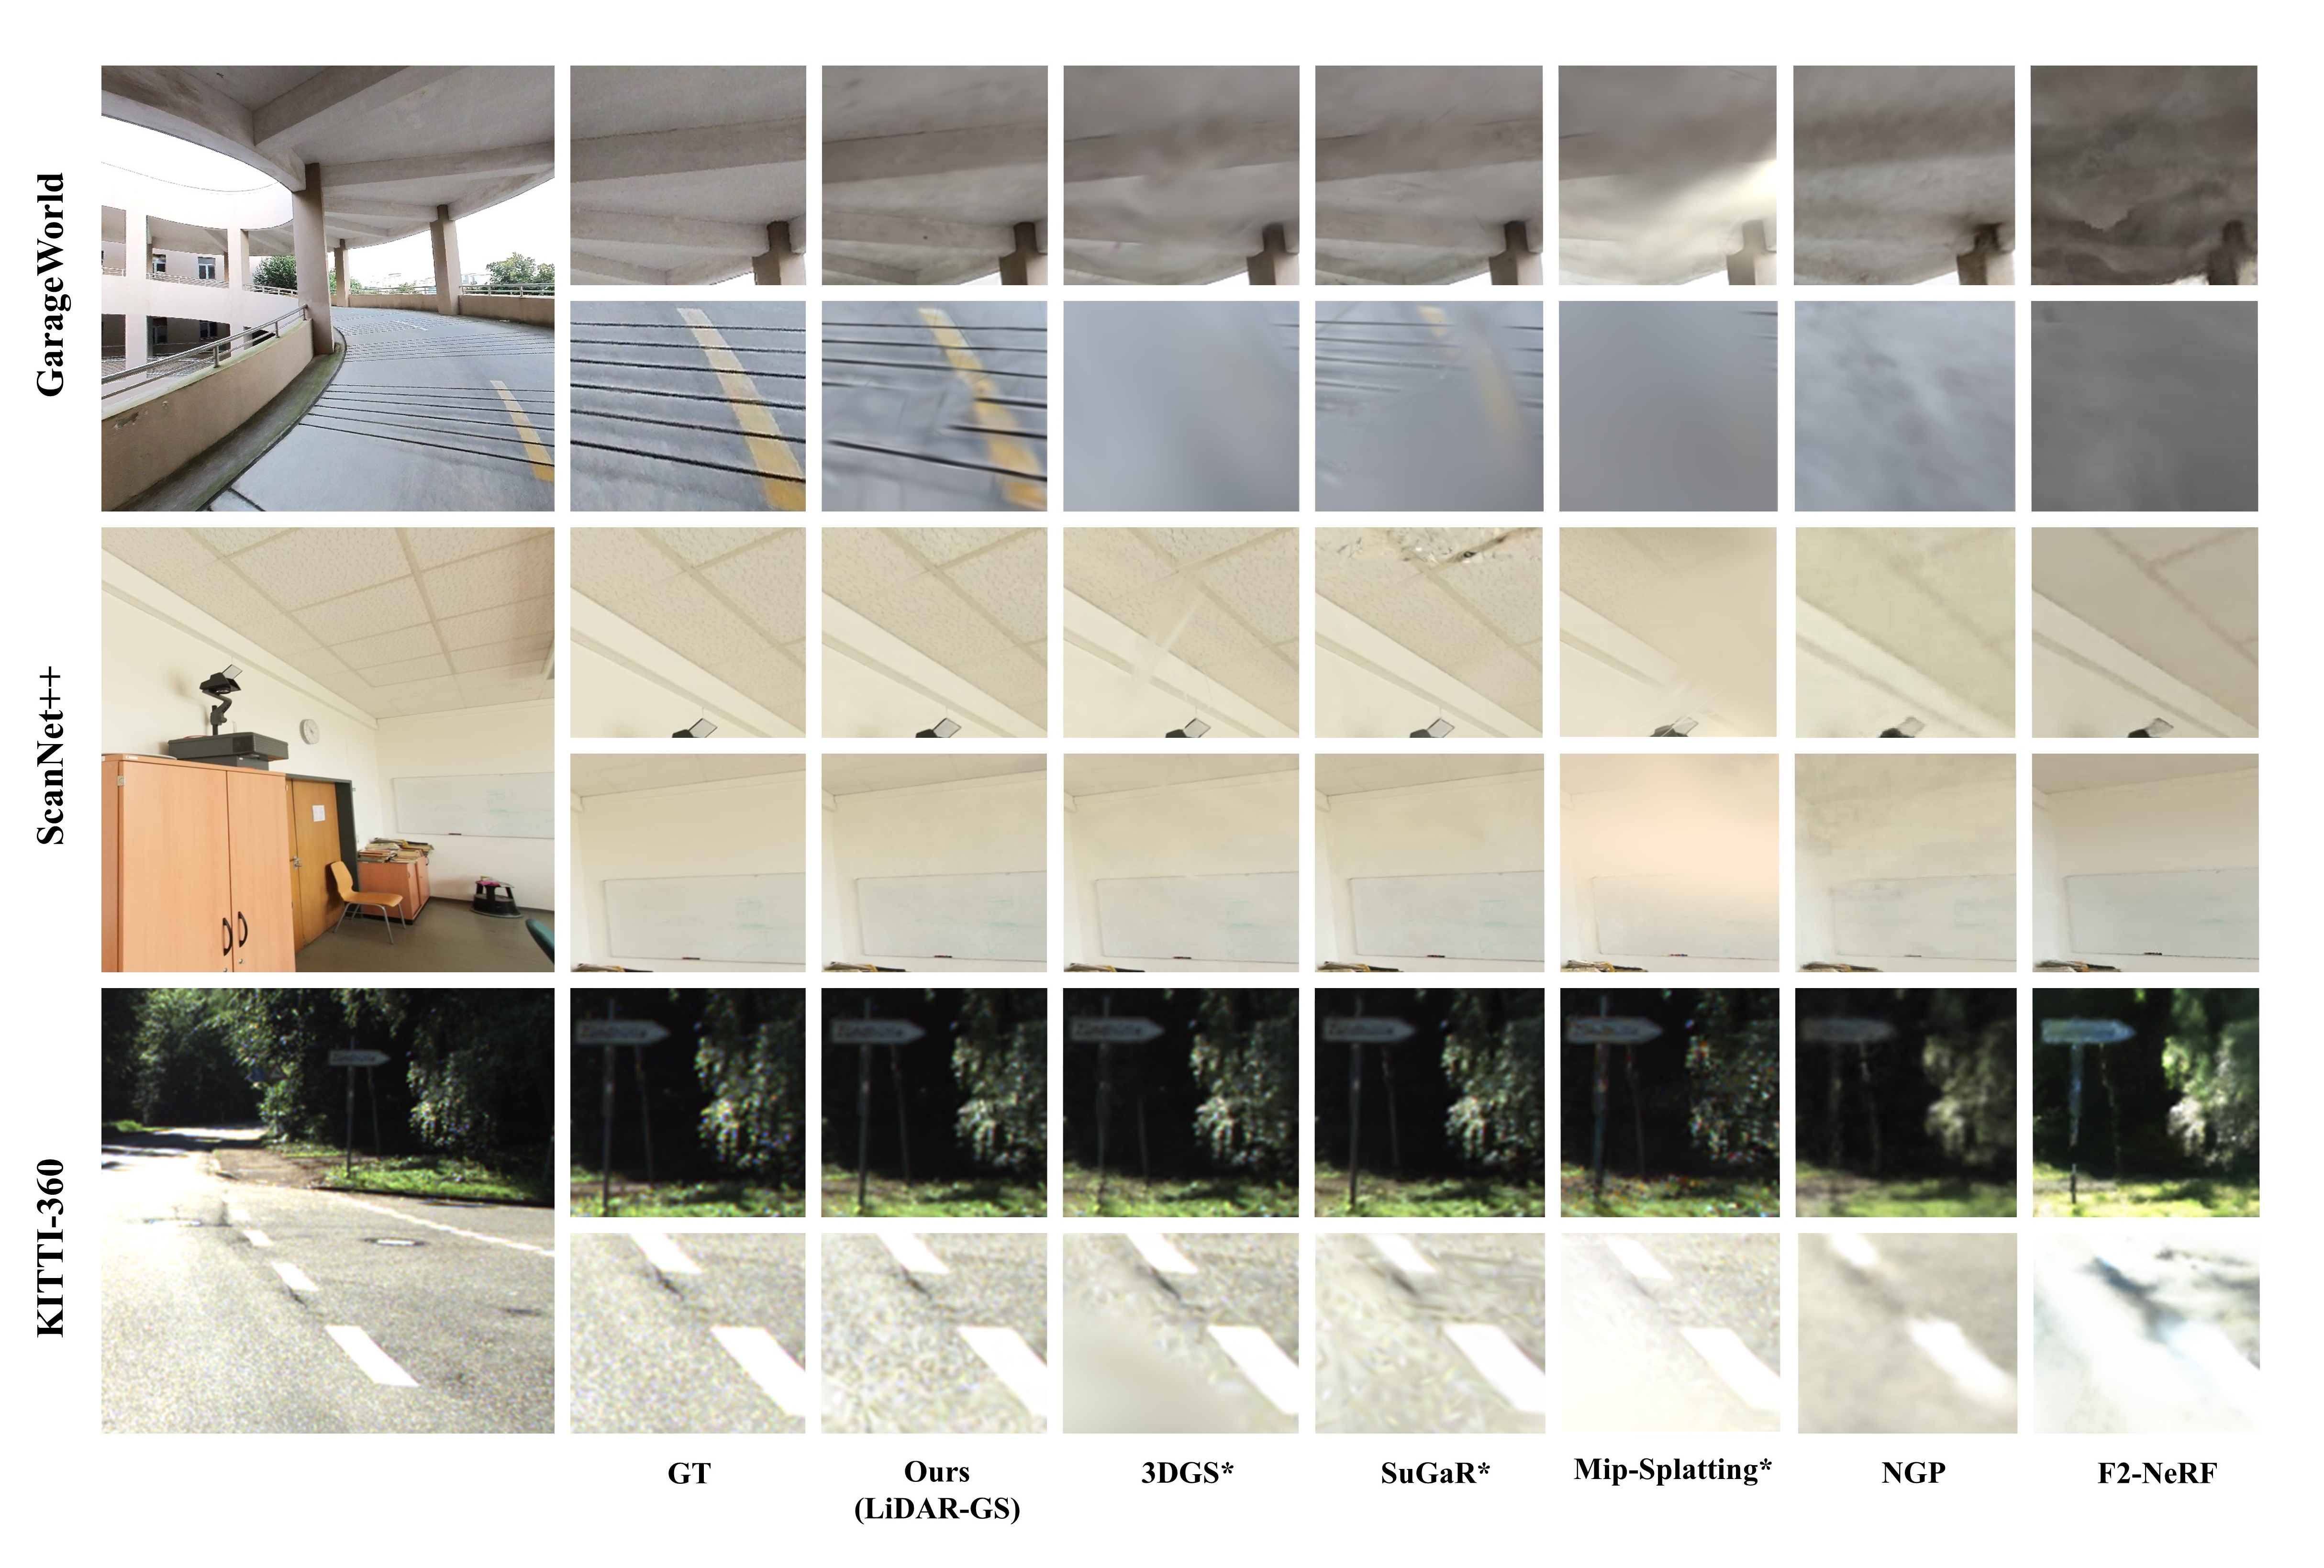 GarageWorld
ScanNet++
KITTI-360
GT
Ours
(LiDAR-GS)
3DGS*
SuGaR*
Mip-Splatting*
NGP
F2-NeRF